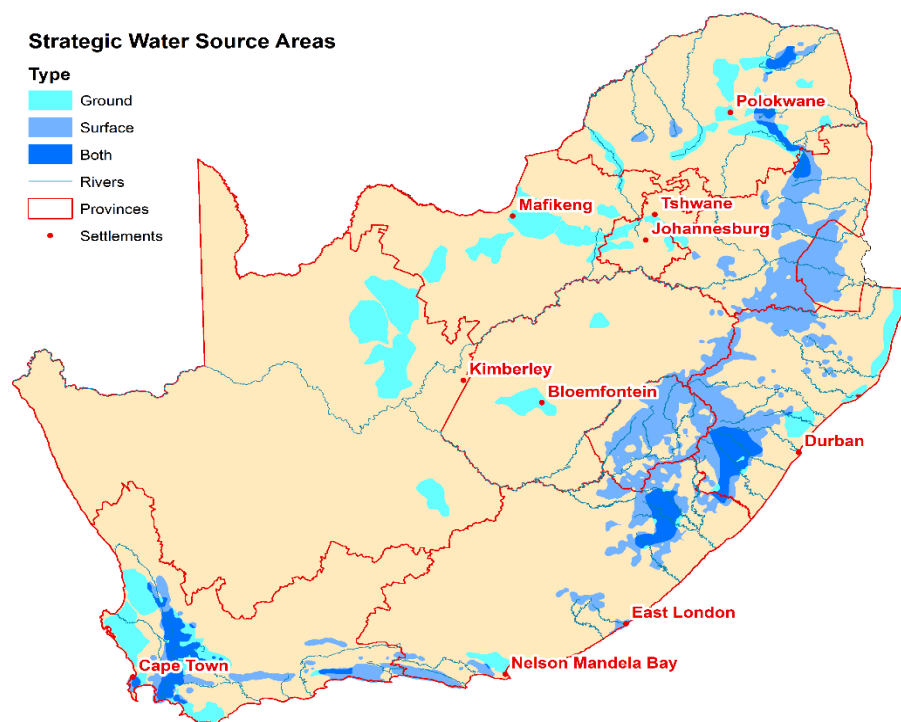 Strategic Water Source Areas
Type
Ground
Surface
Both
Rivers
Provinces
Settlements
Polokwane
Mafikeng
Tshwane
Johannesburg
Kimberley
Bloemfontein
Durban
East London
Cape Town
Nelson Mandela Bay